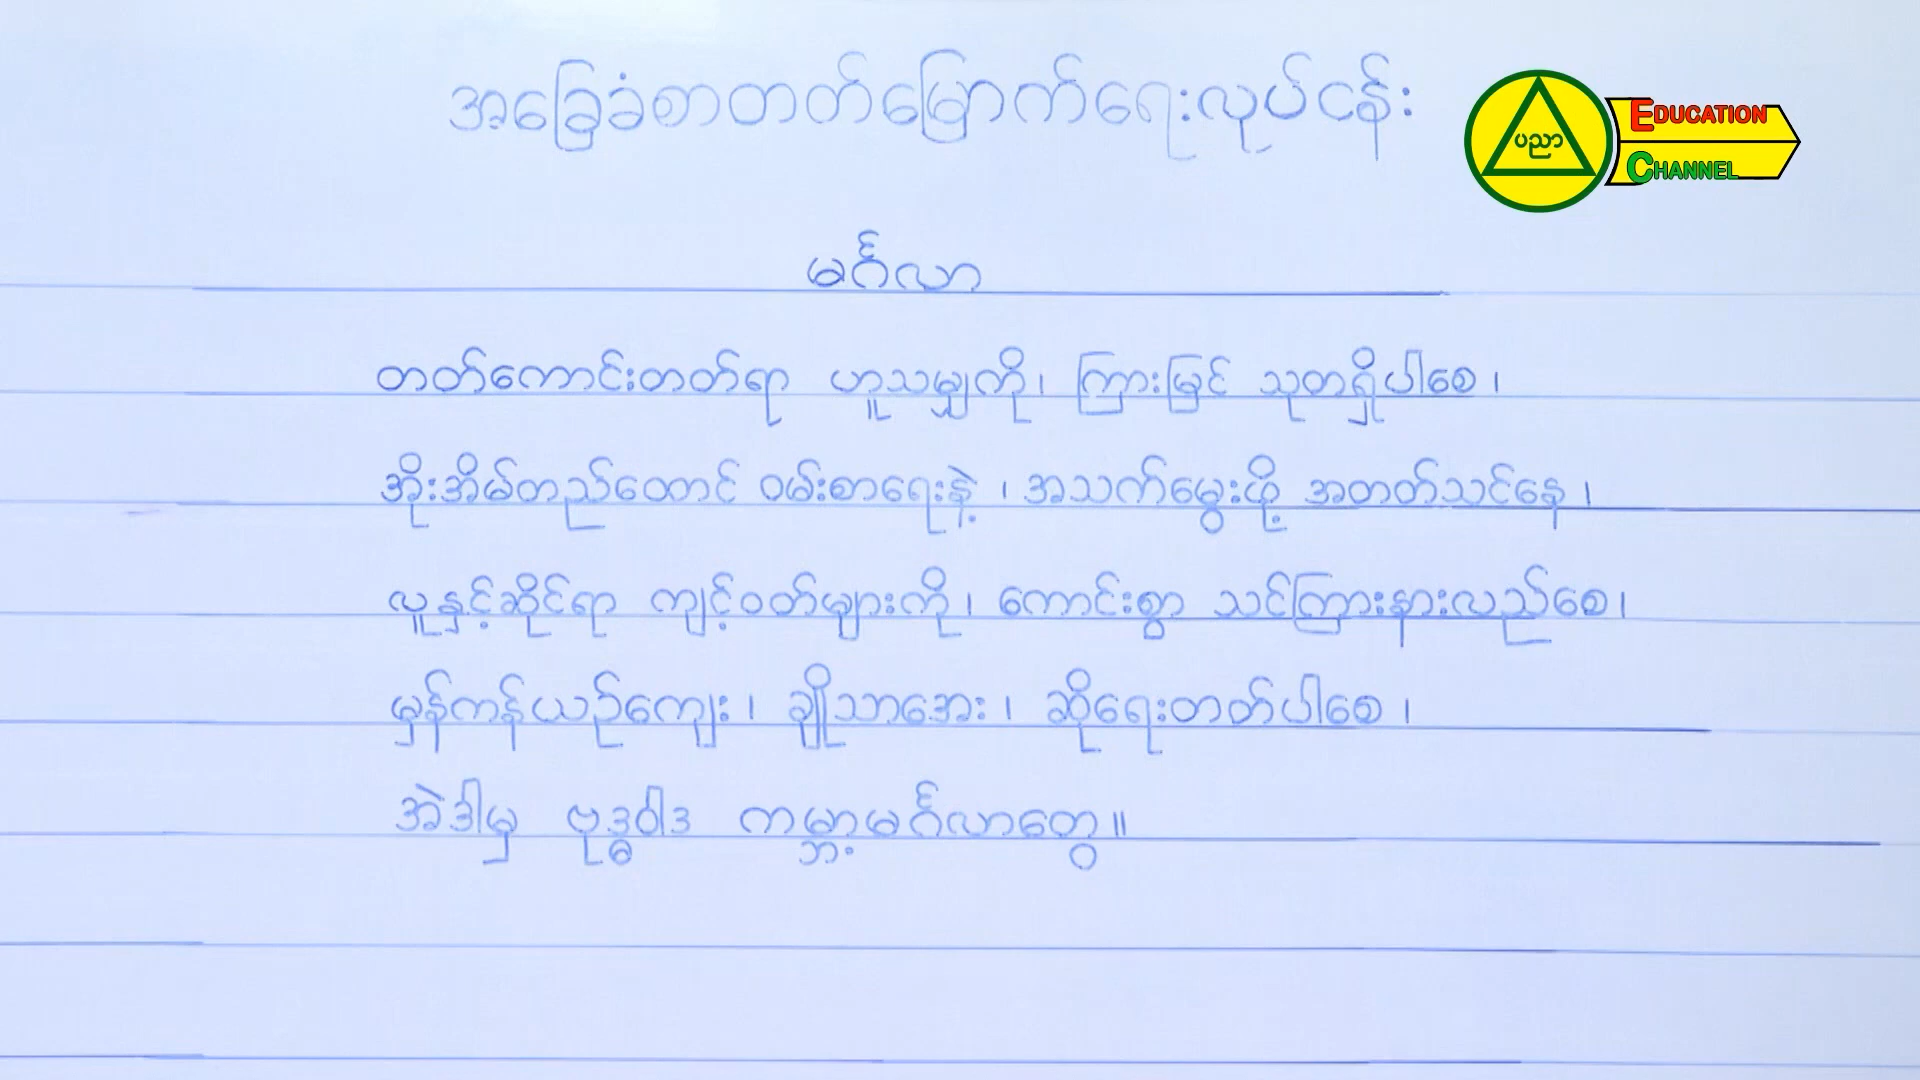 အခြေခံစာတတ်မြောက်ရေးလုပ်ငန်း
ပညာ
EDUCATION
CHANNEL
မင်္ဂလာ
တတ်ကောင်းတတ်ရာ ဟူသမျှကို၊ ကြားမြင် သုတရှိပါစေ၊
အိုးအိမ်တည်ထောင် ဝမ်းစာရေးနဲ့ ၊ အသက်မွေးဖို့ အတတ်သင်နေ၊
လူနှင့်ဆိုင်ရာ ကျင့်ဝတ်များကို၊ ကောင်းစွာ သင်ကြားနားလည်စေ၊
မှန်ကန်ယဉ်ကျေး၊ ချိုသာအေး၊ ဆိုရေးတတ်ပါစေ၊
အဲဒါမှ ဗုဒ္ဓဝါဒ ကမ္ဘာ့မင်္ဂလာတွေ။